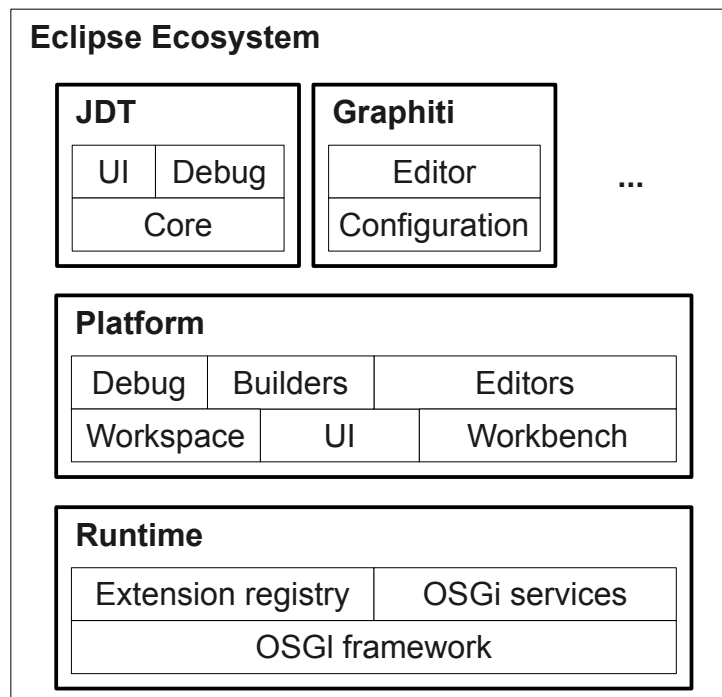 Eclipse Ecosystem
JDT
UI Debug
Core
Graphiti
Editor
Configuration
...
Platform
Debug Builders Editors
Workspace UI Workbench
Runtime
Extension registry OSGi services
OSGI framework